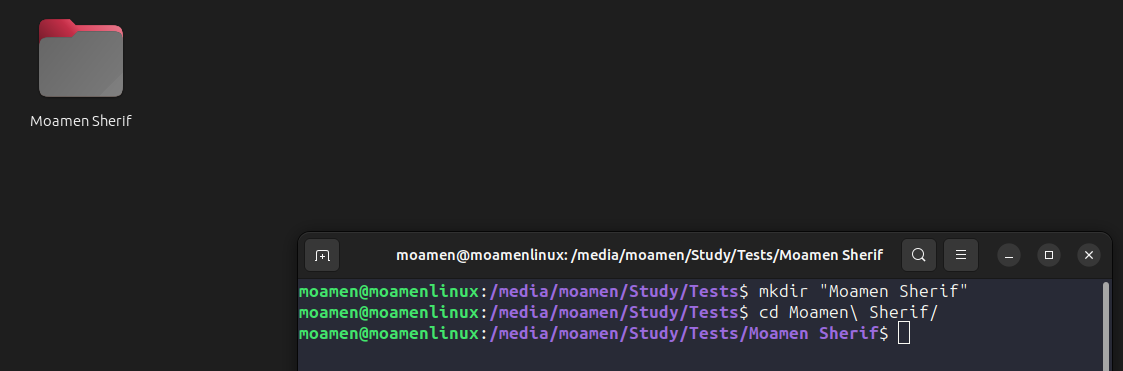 Moamen Sherif
moamen@moamenlinux: /media/moamen/Study/Tests/Moamen Sherif
moamen@moamenlinux:/media/moamen/Study/Tests$ mkdir "Moamen Sherif"
moamen@moamenlinux:/media/moamen/Study/Tests$ cd Moamen\ Sherif/
moamen@moamenlinux:/media/moamen/Study/Tests/Moamen Sherif$